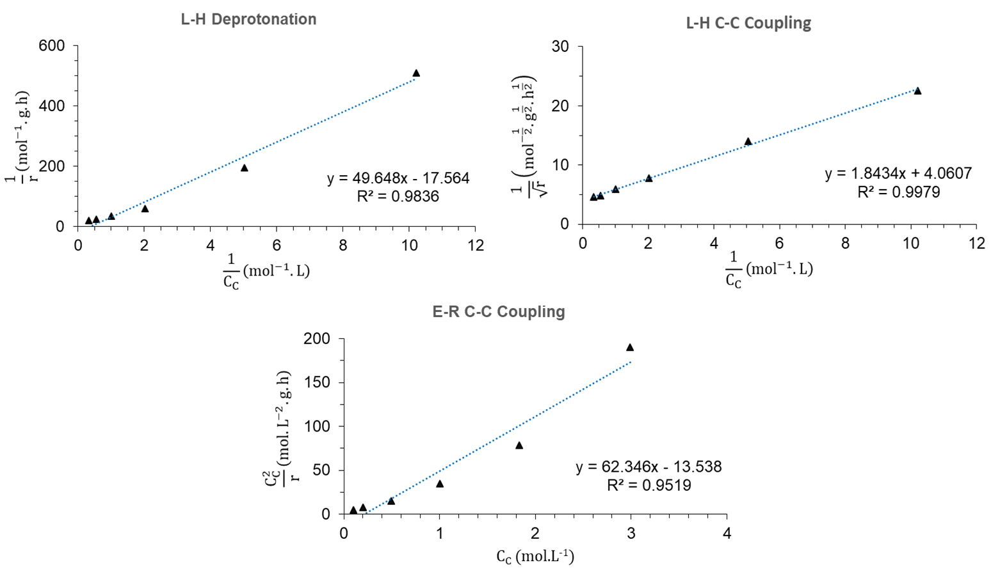 L-H Deprotonation
600
400
200
0
0 2 4 6 8 10 12
1/r (mol⁻¹. g. h)
y = 49.648x - 17.564
R² = 0.9836
1/C_C (mol⁻¹. L)
L-H C-C Coupling
30
20
10
0
0 2 4 6 8 10 12
1/√r (mol^-1/2. g^1/2. h^1/2)
y = 1.8434x + 4.0607
R² = 0.9979
1/C_C (mol⁻¹. L)
E-R C-C Coupling
200
150
100
50
0
0 1 2 3 4
C_C²/r (mol. L⁻². g. h)
y = 62.346x - 13.538
R² = 0.9519
C_C (mol.L⁻¹)